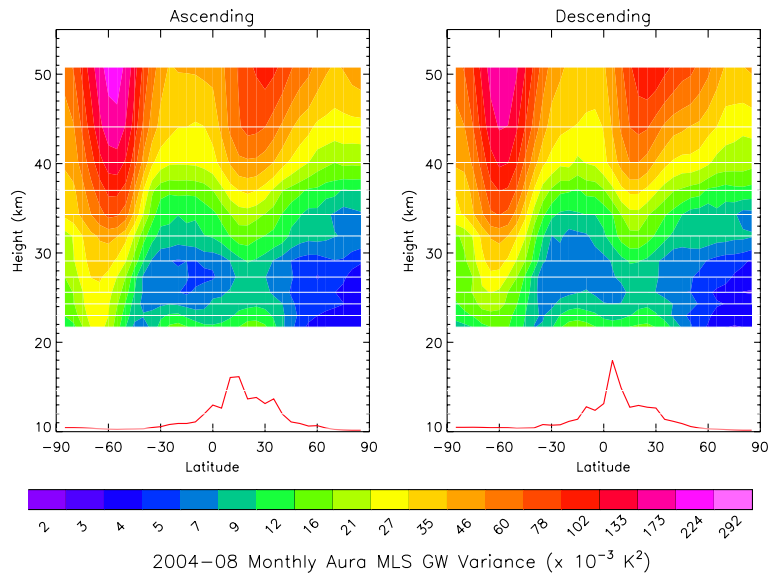 Ascending
Descending
Height (km)
50
40
30
20
10
-90 -60 -30 0 30 60 90
Latitude
Height (km)
50
40
30
20
10
-90 -60 -30 0 30 60 90
Latitude
2 3 4 5 7 9 12 16 21 27 35 46 60 78 102 133 173 224 292
2004-08 Monthly Aura MLS GW Variance (x 10⁻³ K²)